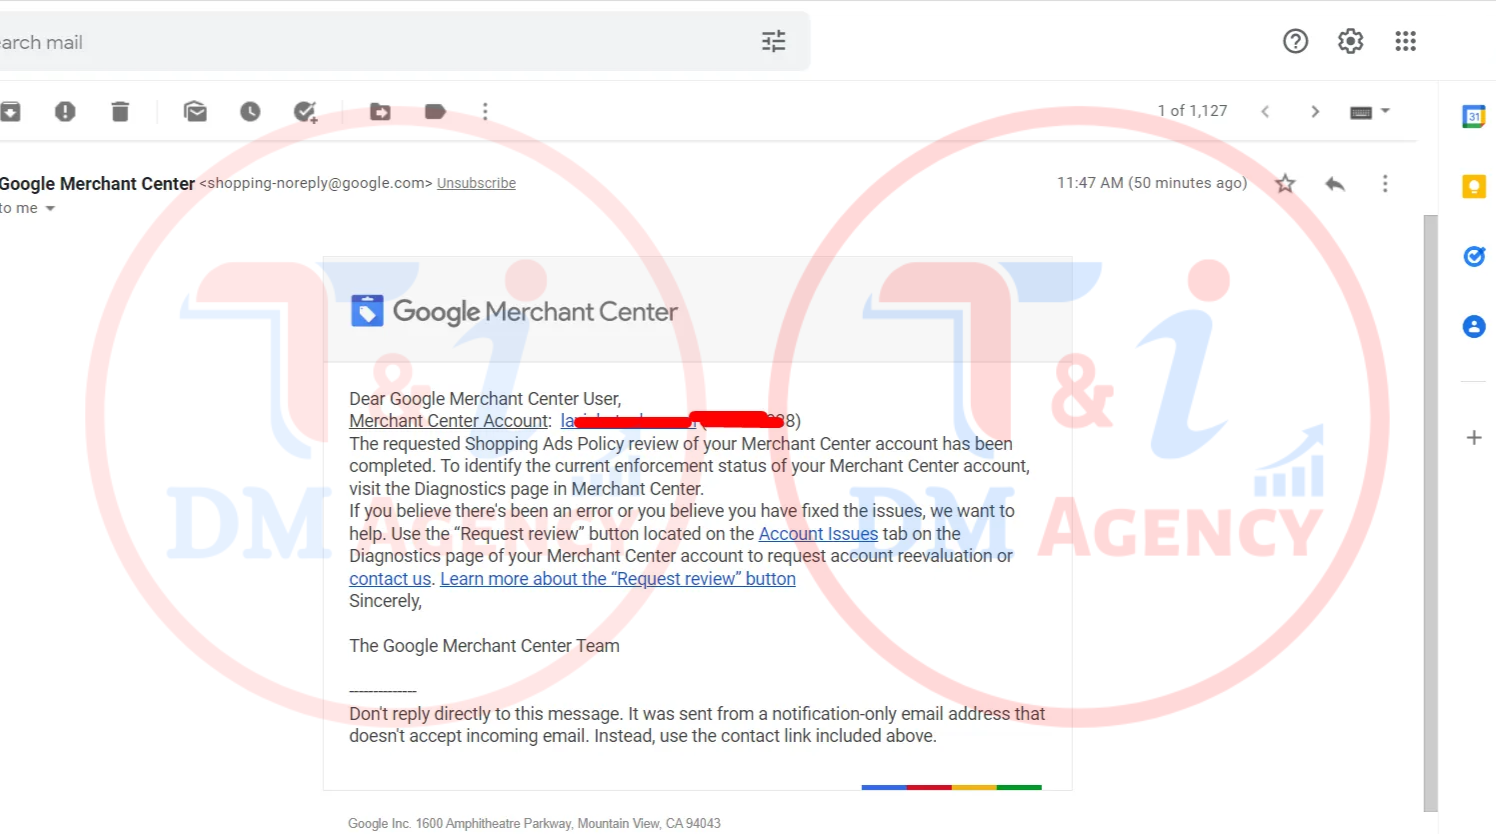 earch mail
1 of 1,127
31
Google Merchant Center <shopping-noreply@google.com> Unsubscribe
11:47 AM (50 minutes ago)
to me
Google Merchant Center
Dear Google Merchant Center User,
Merchant Center Account: 8)
The requested Shopping Ads Policy review of your Merchant Center account has been
completed. To identify the current enforcement status of your Merchant Center account,
visit the Diagnostics page in Merchant Center.
If you believe there's been an error or you believe you have fixed the issues, we want to
help. Use the “Request review” button located on the Account Issues tab on the
Diagnostics page of your Merchant Center account to request account reevaluation or
contact us. Learn more about the “Request review” button
Sincerely,
The Google Merchant Center Team
--------------
Don't reply directly to this message. It was sent from a notification-only email address that
doesn't accept incoming email. Instead, use the contact link included above.
Google Inc. 1600 Amphitheatre Parkway, Mountain View, CA 94043
T&i
DM AGENCY
T&i
DM AGENCY